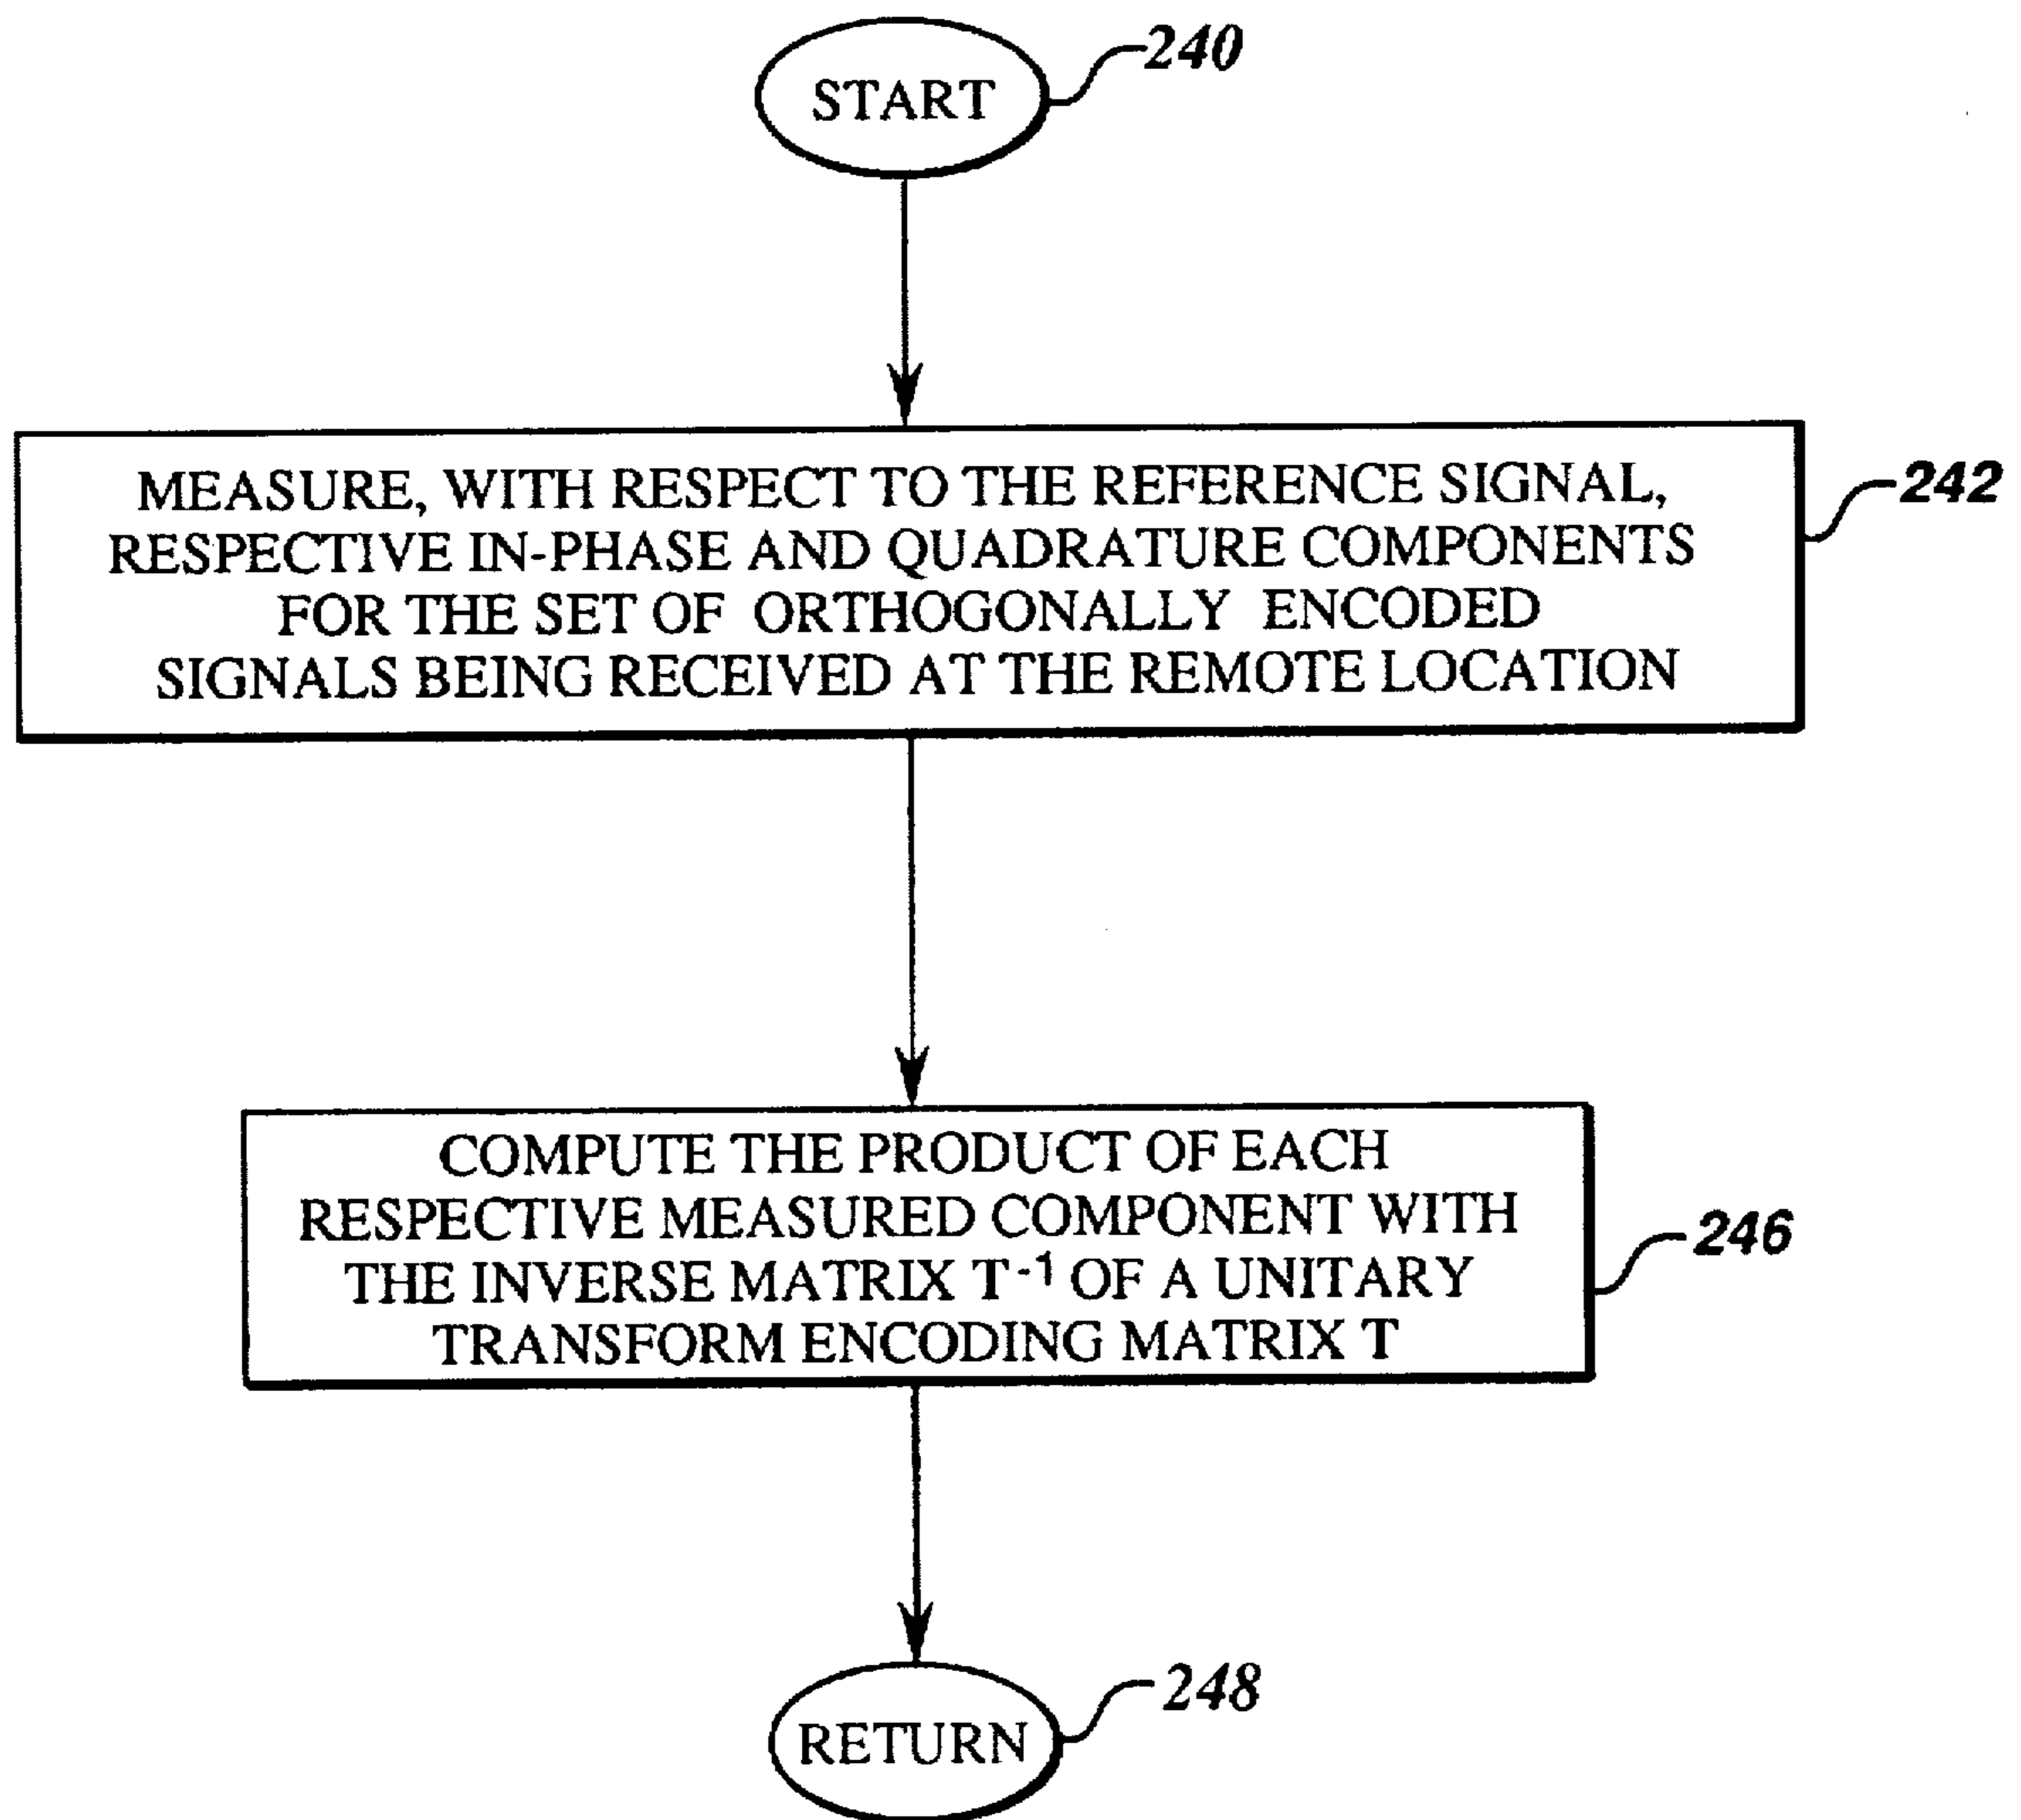 START
240
MEASURE, WITH RESPECT TO THE REFERENCE SIGNAL,
RESPECTIVE IN-PHASE AND QUADRATURE COMPONENTS
FOR THE SET OF ORTHOGONALLY ENCODED
SIGNALS BEING RECEIVED AT THE REMOTE LOCATION
242
COMPUTE THE PRODUCT OF EACH
RESPECTIVE MEASURED COMPONENT WITH
THE INVERSE MATRIX T⁻¹ OF A UNITARY
TRANSFORM ENCODING MATRIX T
246
RETURN
248